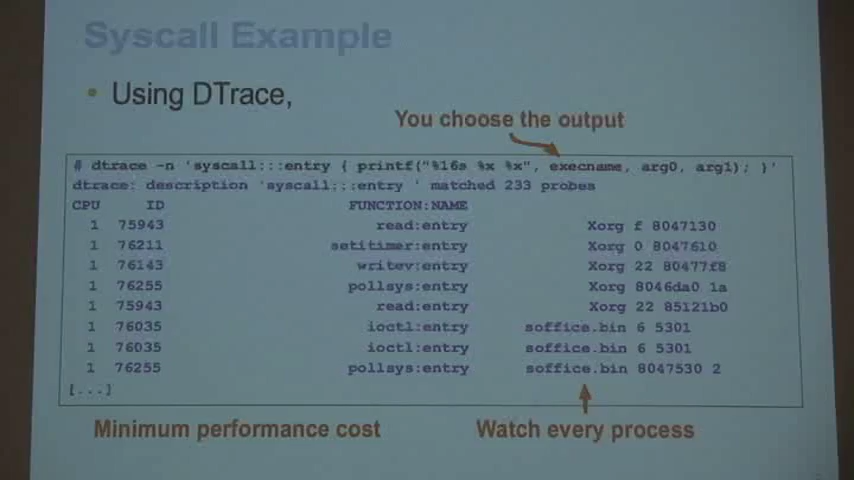 Syscall Example
• Using DTrace,
You choose the output
# dtrace -n 'syscall:::entry { printf("%16s %x %x", execname, arg0, arg1); }'
dtrace: description 'syscall:::entry ' matched 233 probes
CPU ID FUNCTION:NAME
1 75943 read:entry Xorg f 8047130
1 76211 setitimer:entry Xorg 0 8047610
1 76143 writev:entry Xorg 22 80477f8
1 76255 pollsys:entry Xorg 8046da0 1a
1 75943 read:entry Xorg 22 85121b0
1 76035 ioctl:entry soffice.bin 6 5301
1 76035 ioctl:entry soffice.bin 6 5301
1 76255 pollsys:entry soffice.bin 8047530 2
[...]
Minimum performance cost
Watch every process